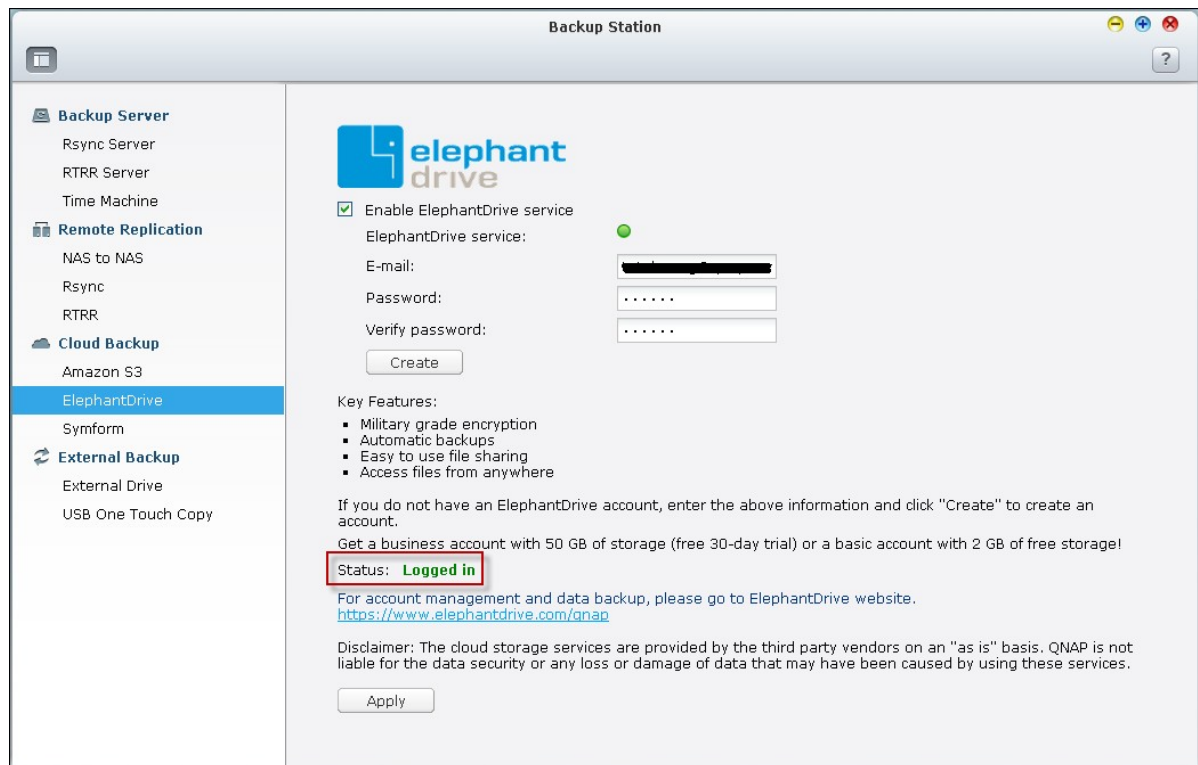 Backup Station
?
Backup Server
Rsync Server
RTRR Server
Time Machine
Remote Replication
NAS to NAS
Rsync
RTRR
Cloud Backup
Amazon S3
ElephantDrive
Symform
External Backup
External Drive
USB One Touch Copy
elephant
drive
Enable ElephantDrive service
ElephantDrive service:
E-mail:
Password: ······
Verify password: ······
Create
Key Features:
▪ Military grade encryption
▪ Automatic backups
▪ Easy to use file sharing
▪ Access files from anywhere
If you do not have an ElephantDrive account, enter the above information and click "Create" to create an
account.
Get a business account with 50 GB of storage (free 30-day trial) or a basic account with 2 GB of free storage!
Status: Logged in
For account management and data backup, please go to ElephantDrive website.
https://www.elephantdrive.com/qnap
Disclaimer: The cloud storage services are provided by the third party vendors on an "as is" basis. QNAP is not
liable for the data security or any loss or damage of data that may have been caused by using these services.
Apply